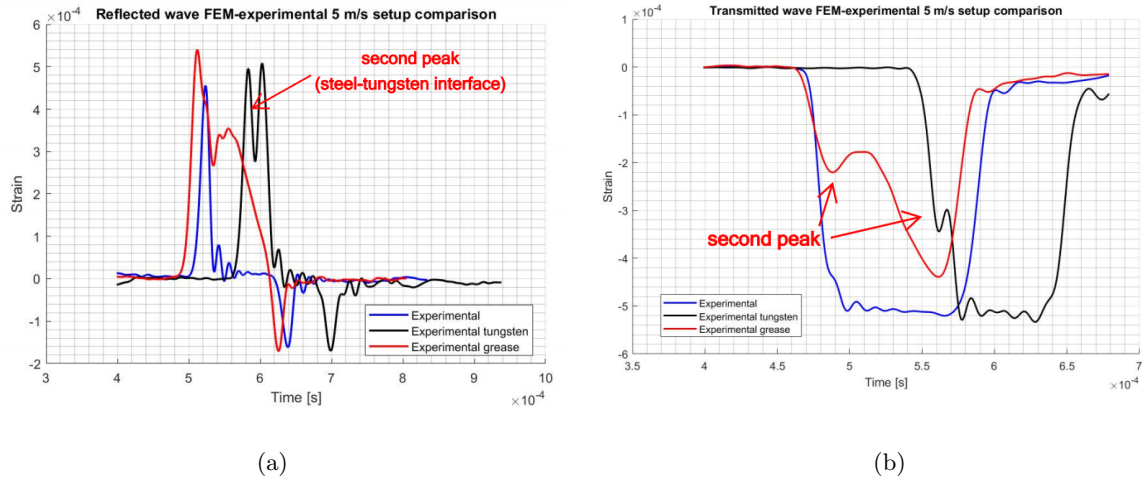 Reflected wave FEM-experimental 5 m/s setup comparison
×10⁻⁴
6
5
4
3
2
1
0
-1
-2
Strain
second peak
(steel-tungsten interface)
Experimental
Experimental tungsten
Experimental grease
3 4 5 6 7 8 9 10
Time [s]
×10⁻⁴
(a)
Transmitted wave FEM-experimental 5 m/s setup comparison
×10⁻⁴
1
0
-1
-2
-3
-4
-5
-6
Strain
second peak
Experimental
Experimental tungsten
Experimental grease
3.5 4 4.5 5 5.5 6 6.5 7
Time [s]
×10⁻⁴
(b)